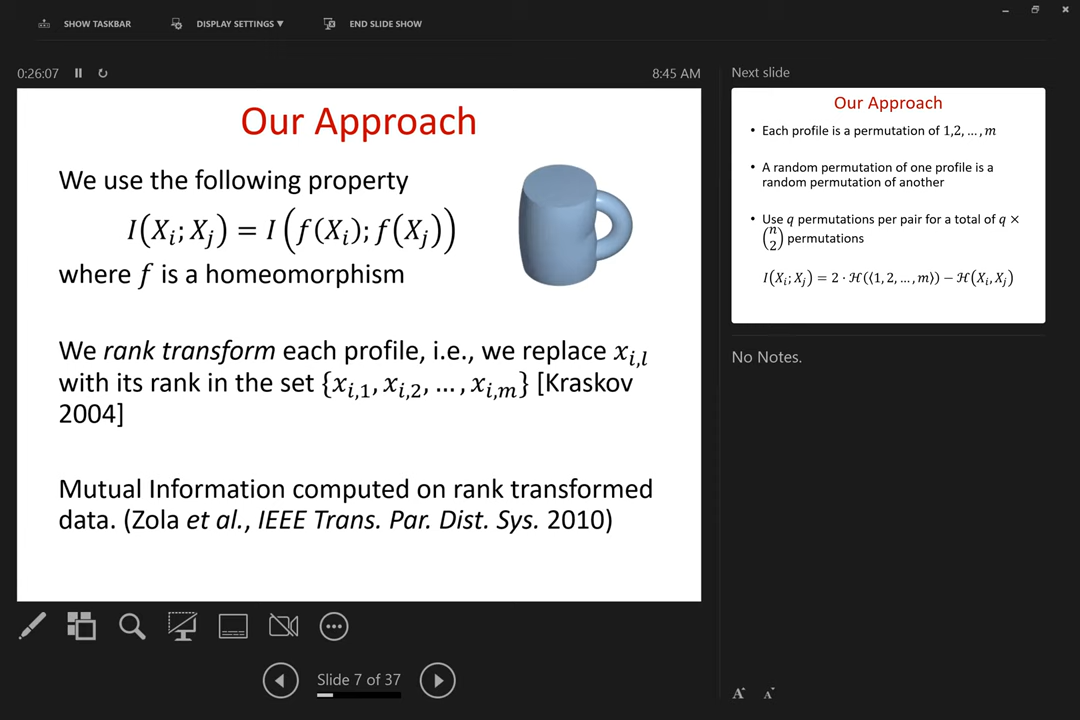 SHOW TASKBAR
DISPLAY SETTINGS ▼
END SLIDE SHOW
0:26:07
8:45 AM
Our Approach
We use the following property
I(X_i; X_j) = I(f(X_i); f(X_j))
where f is a homeomorphism
We rank transform each profile, i.e., we replace x_{i,l}
with its rank in the set {x_{i,1}, x_{i,2}, … , x_{i,m}} [Kraskov
2004]
Mutual Information computed on rank transformed
data. (Zola et al., IEEE Trans. Par. Dist. Sys. 2010)
Slide 7 of 37
Next slide
Our Approach
• Each profile is a permutation of 1,2, … , m
• A random permutation of one profile is a
random permutation of another
• Use q permutations per pair for a total of q ×
(n 2) permutations
I(X_i; X_j) = 2 · ℋ(⟨1, 2, … , m⟩) − ℋ(X_i, X_j)
No Notes.
A A